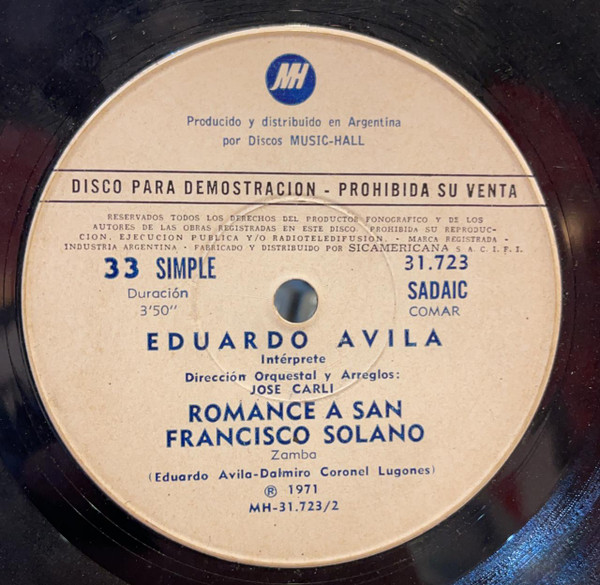 MH
Producido y distribuido en Argentina
por Discos MUSIC-HALL
DISCO PARA DEMOSTRACION - PROHIBIDA SU VENTA
RESERVADOS TODOS LOS DERECHOS DEL PRODUCTOR FONOGRAFICO Y DE LOS
AUTORES DE LAS OBRAS REGISTRADAS EN ESTE DISCO. PROHIBIDA SU REPRODUC-
CION, EJECUCION PUBLICA Y/O RADIOTELEDIFUSION. - MARCA REGISTRADA -
INDUSTRIA ARGENTINA - FABRICADO Y DISTRIBUIDO POR SICAMERICANA S A. C. I. F. I.
33 SIMPLE
31.723
Duración
SADAIC
3'50''
COMAR
EDUARDO AVILA
Intérprete
Dirección Orquestal y Arreglos:
JOSE CARLI
ROMANCE A SAN
FRANCISCO SOLANO
Zamba
(Eduardo Avila-Dalmiro Coronel Lugones)
℗ 1971
MH-31.723/2